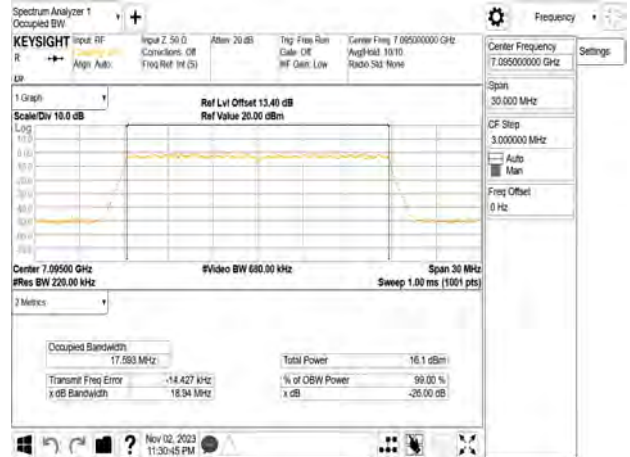 Spectrum Analyzer 1
Occupied BW
Frequency
KEYSIGHT
R
Input: RF
Align: Auto
Input Z: 50 Ω
Corrections: Off
Freq Ref: Int (S)
Atten: 20 dB
Trig: Free Run
Gate: Off
#IF Gain: Low
Center Freq: 7.095000000 GHz
Avg|Hold: 10/10
Radio Std: None
Center Frequency
7.095000000 GHz
Settings
Span
30.000 MHz
CF Step
3.000000 MHz
Auto
Man
Freq Offset
0 Hz
1 Graph
Scale/Div 10.0 dB
Ref Lvl Offset 13.40 dB
Ref Value 20.00 dBm
Log
10.0
0.00
Center 7.09500 GHz
#Res BW 220.00 kHz
#Video BW 680.00 kHz
Span 30 MHz
Sweep 1.00 ms (1001 pts)
2 Metrics
Occupied Bandwidth
17.593 MHz
Total Power
16.1 dBm
Transmit Freq Error
-14.427 kHz
% of OBW Power
99.00 %
x dB Bandwidth
18.94 MHz
x dB
-26.00 dB
Nov 02, 2023
11:30:45 PM